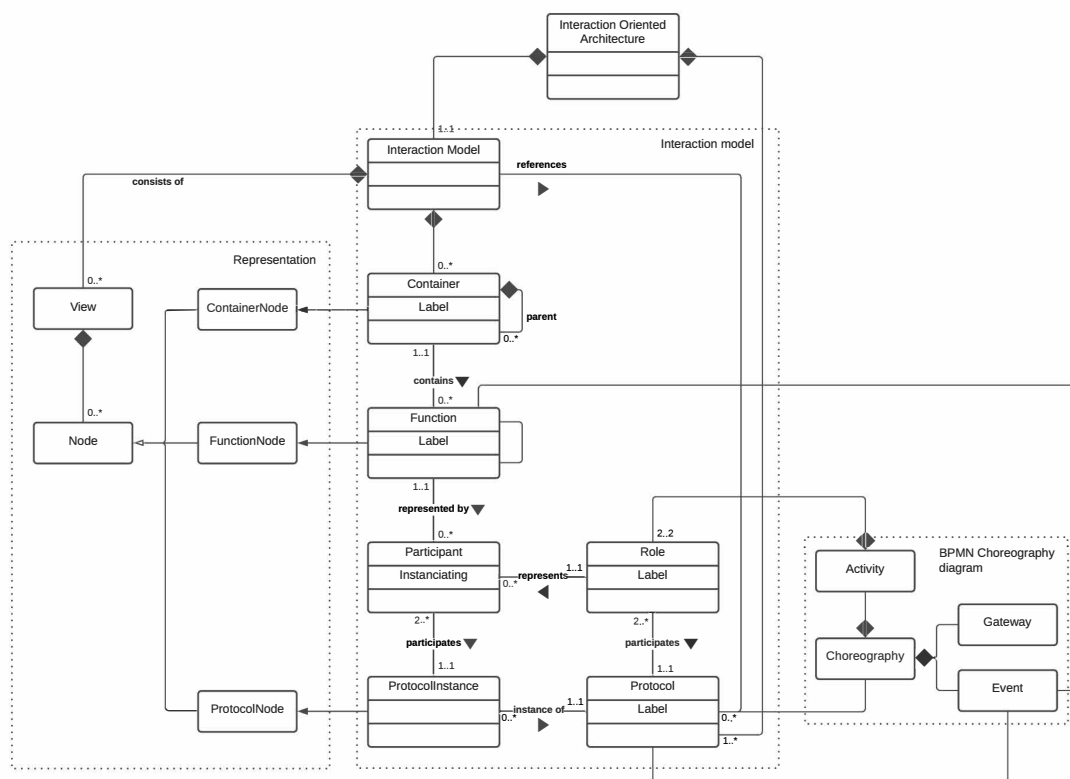 Interaction Oriented
Architecture
1..1
Interaction Model
Interaction model
references
consists of
Representation
0..*
0..*
View
ContainerNode
Container
Label
parent
0..*
1..1
contains
0..*
0..*
Node
FunctionNode
Function
Label
1..1
represented by
2..2
0..*
Participant
Instanciating
Role
Label
BPMN Choreography
diagram
Activity
1..1
represents
0..*
2..*
2..*
Gateway
participates
participates
Choreography
1..1
1..1
ProtocolInstance
Protocol
Event
ProtocolNode
1..1
instance of
Label
0..*
0..*
1..*